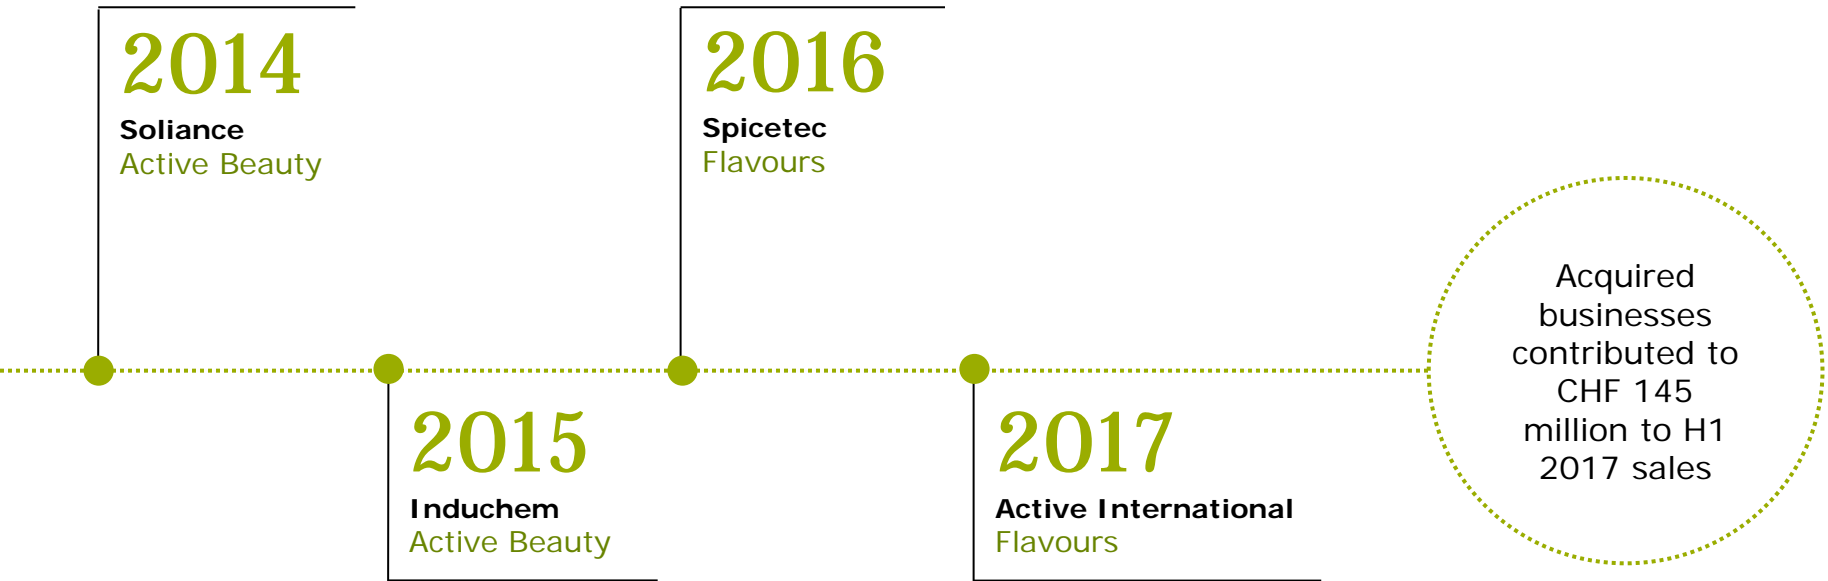 2014
Soliance
Active Beauty
2015
Induchem
Active Beauty
2016
Spicetec
Flavours
2017
Active International
Flavours
Acquired
businesses
contributed to
CHF 145
million to H1
2017 sales